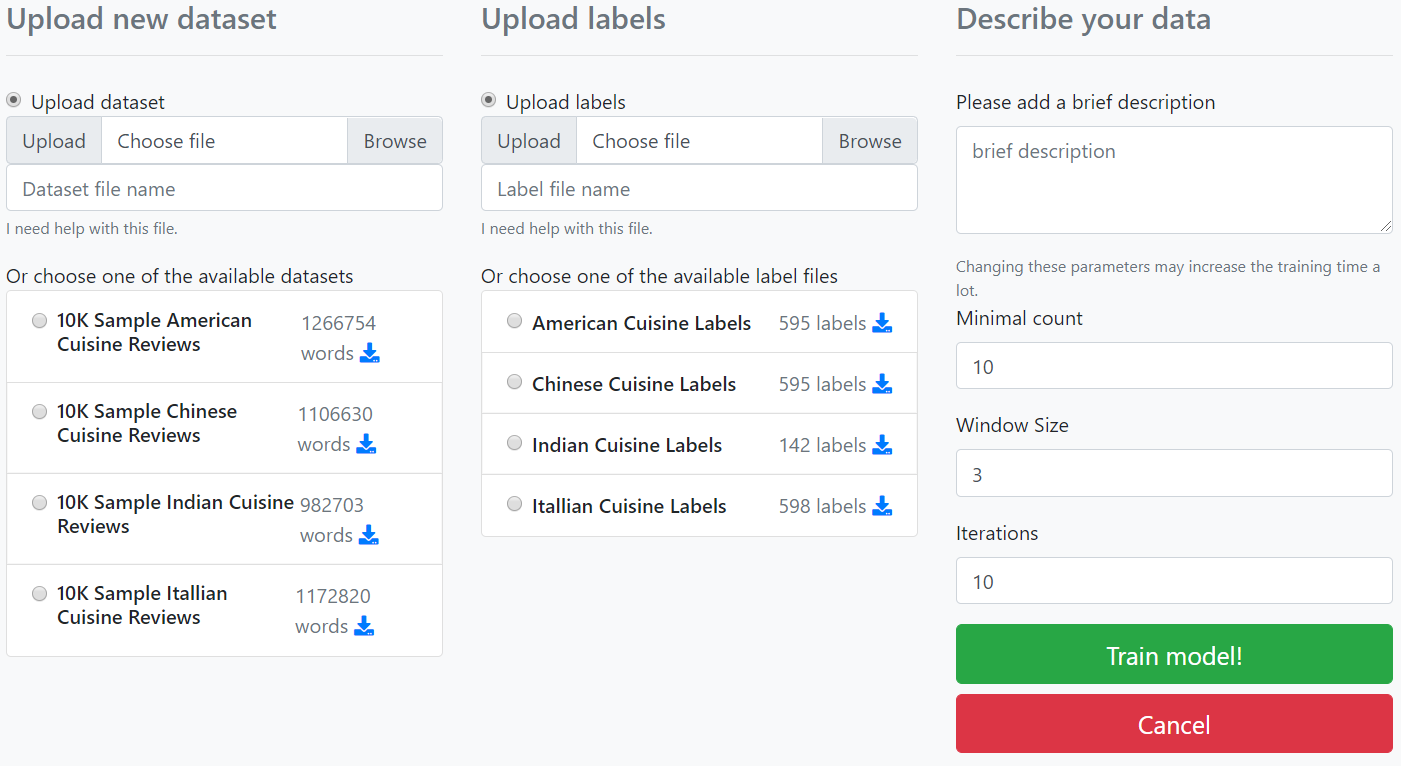 Upload new dataset
Upload dataset
Upload Choose file Browse
Dataset file name
I need help with this file.
Or choose one of the available datasets
10K Sample American
Cuisine Reviews
1266754
words
10K Sample Chinese
Cuisine Reviews
1106630
words
10K Sample Indian Cuisine
Reviews
982703
words
10K Sample Itallian
Cuisine Reviews
1172820
words
Upload labels
Upload labels
Upload Choose file Browse
Label file name
I need help with this file.
Or choose one of the available label files
American Cuisine Labels 595 labels
Chinese Cuisine Labels 595 labels
Indian Cuisine Labels 142 labels
Itallian Cuisine Labels 598 labels
Describe your data
Please add a brief description
brief description
Changing these parameters may increase the training time a
lot.
Minimal count
10
Window Size
3
Iterations
10
Train model!
Cancel